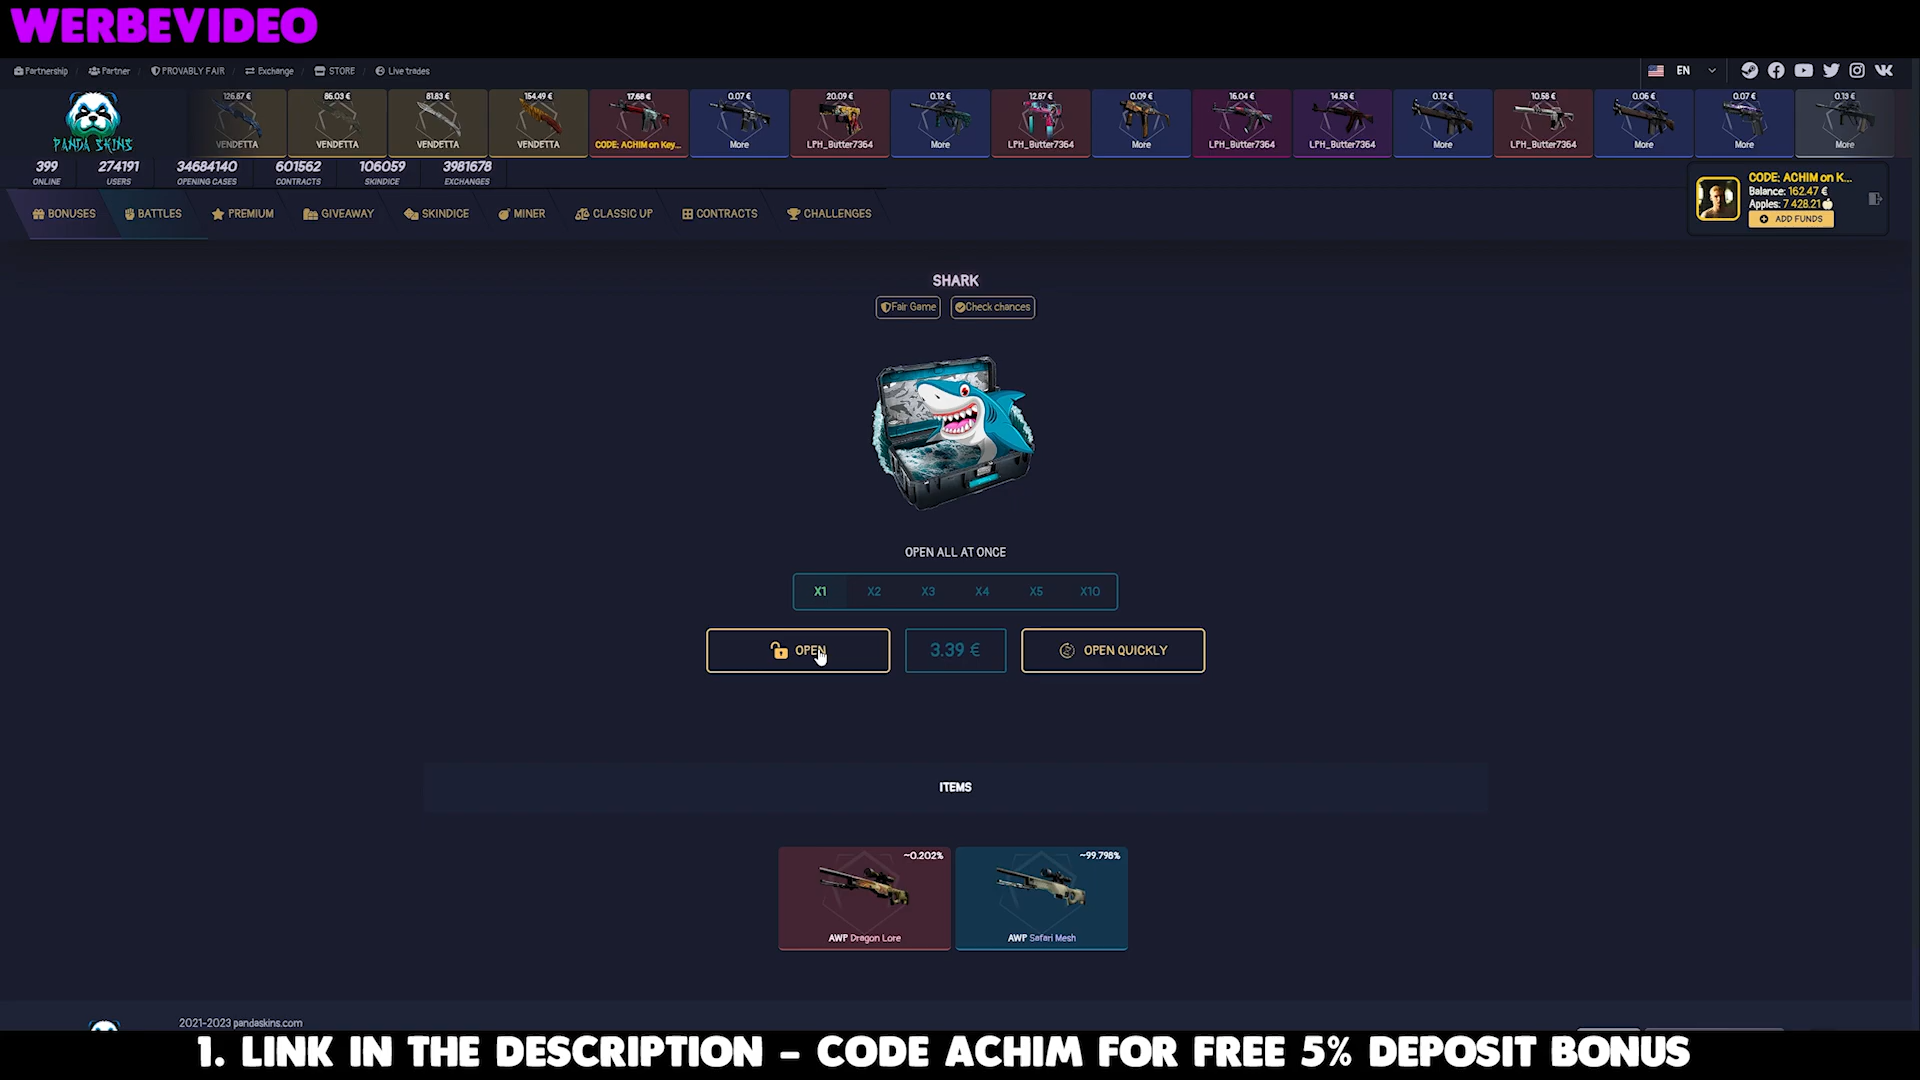 WERBEVIDEO
Partnership / Partner / PROVABLY FAIR / Exchange STORE Live trades
EN
126.87 € 86.03 € 81.83 € 154.49 € 17.68 € 0.07 € 20.09 € 0.12 € 12.87 € 0.09 € 16.04 € 14.58 € 0.12 € 10.58 € 0.06 € 0.07 € 0.13 €
PANDA SKINS
VENDETTA VENDETTA VENDETTA VENDETTA CODE: ACHIM on Key... More LPH_Butter7364 More LPH_Butter7364 More LPH_Butter7364 LPH_Butter7364 More LPH_Butter7364 More More More
399 274191 34684140 601562 106059 3981678
ONLINE USERS OPENING CASES CONTRACTS SKINDICE EXCHANGES
CODE: ACHIM on K...
Balance: 162.47 €
Apples: 7 428.21
ADD FUNDS
BONUSES BATTLES PREMIUM GIVEAWAY SKINDICE MINER CLASSIC UP CONTRACTS CHALLENGES
SHARK
Fair Game Check chances
OPEN ALL AT ONCE
X1 X2 X3 X4 X5 X10
OPEN 3.39 € OPEN QUICKLY
ITEMS
~0.202% ~99.798%
AWP Dragon Lore AWP Safari Mesh
2021-2023 pandaskins.com
1. LINK IN THE DESCRIPTION – CODE ACHIM FOR FREE 5% DEPOSIT BONUS